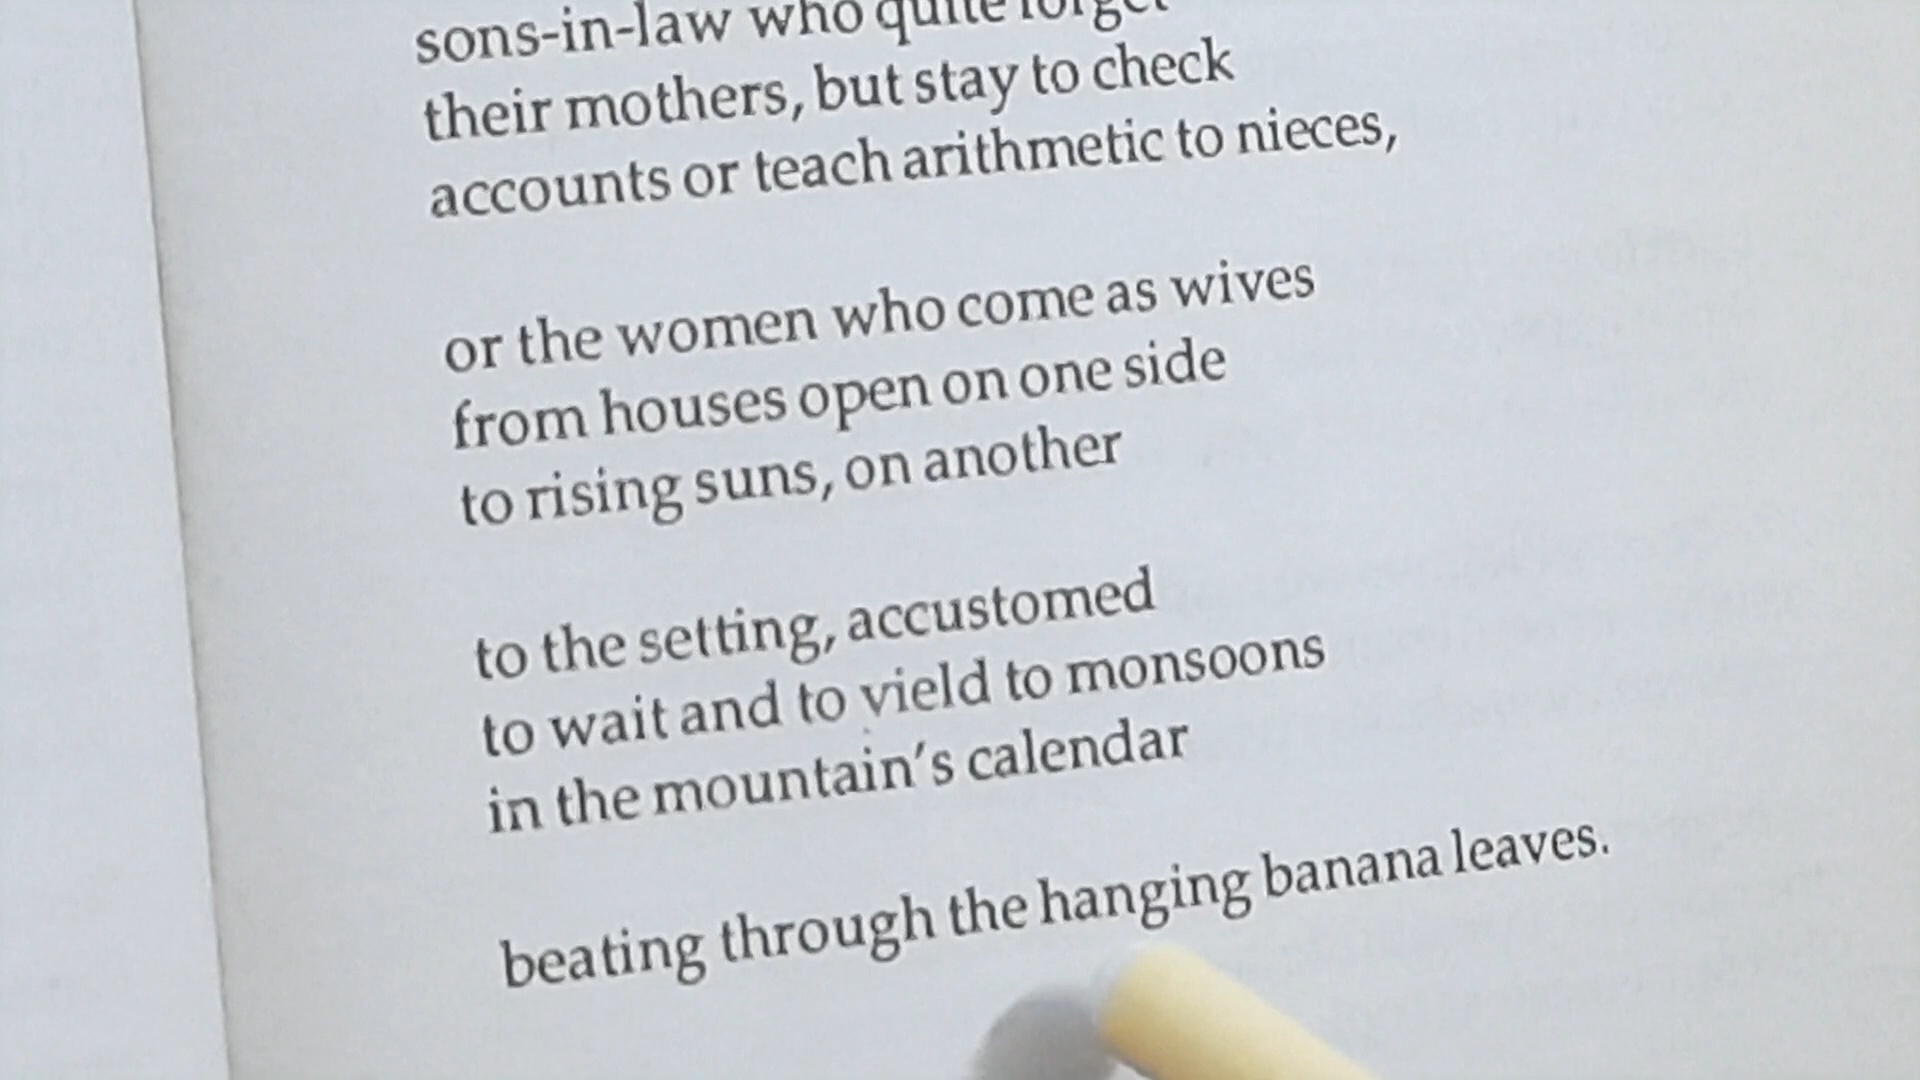 sons-in-law who quite forget
their mothers, but stay to check
accounts or teach arithmetic to nieces,
or the women who come as wives
from houses open on one side
to rising suns, on another
to the setting, accustomed
to wait and to yield to monsoons
in the mountain's calendar
beating through the hanging banana leaves.